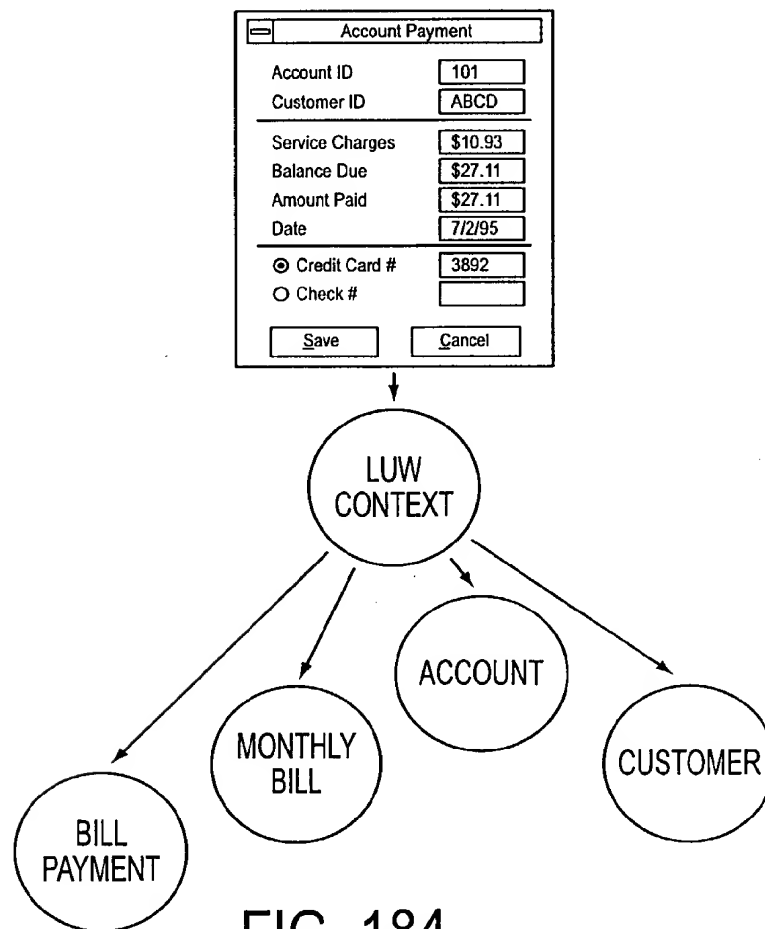 Account Payment
Account ID 101
Customer ID ABCD
Service Charges $10.93
Balance Due $27.11
Amount Paid $27.11
Date 7/2/95
Credit Card # 3892
Check #
Save Cancel
LUW
CONTEXT
ACCOUNT
MONTHLY
BILL
CUSTOMER
BILL
PAYMENT
FIG. 184